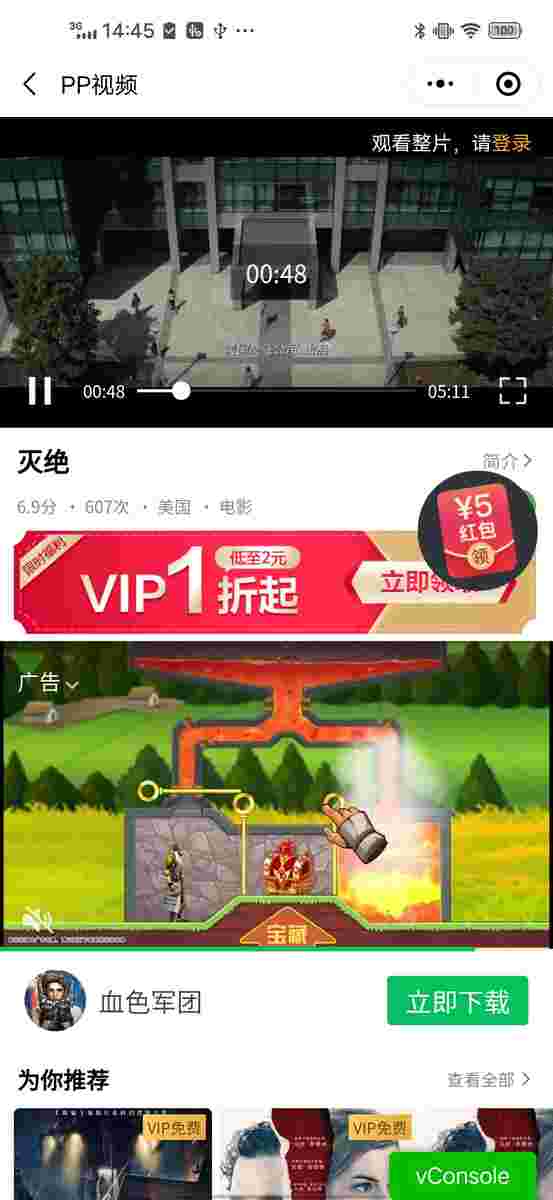 3G 14:45 100
PP视频
观看整片，请登录
00:48
00:48 05:11
灭绝 简介
6.9分 · 607次 · 美国 · 电影
¥5
红包
领
限时福利
VIP1折起
低至2元
立即领
广告
宝藏
血色军团 立即下载
为你推荐 查看全部
VIP免费 VIP免费
vConsole